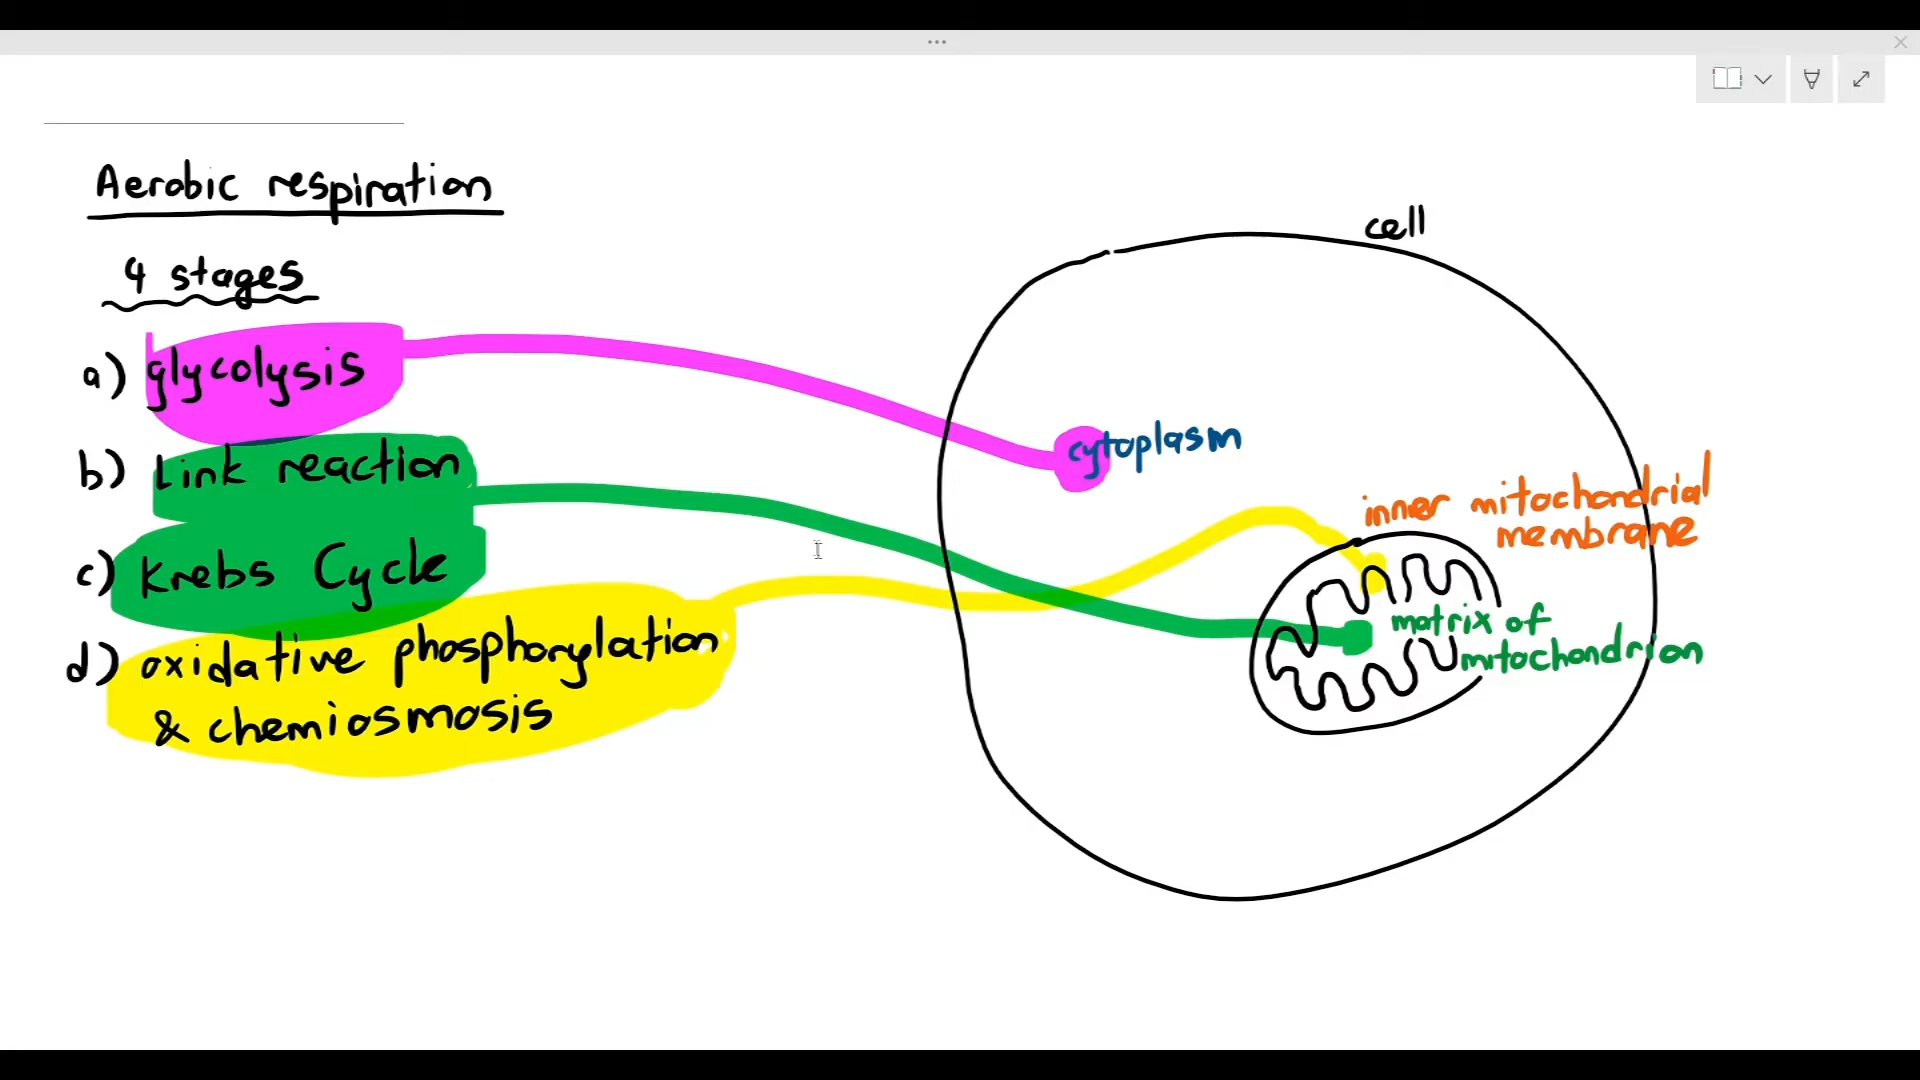 Aerobic respiration
4 stages
a) glycolysis
b) Link reaction
c) Krebs Cycle
d) oxidative phosphorylation
& chemiosmosis
cell
cytoplasm
inner mitochondrial
membrane
matrix of
mitochondrion